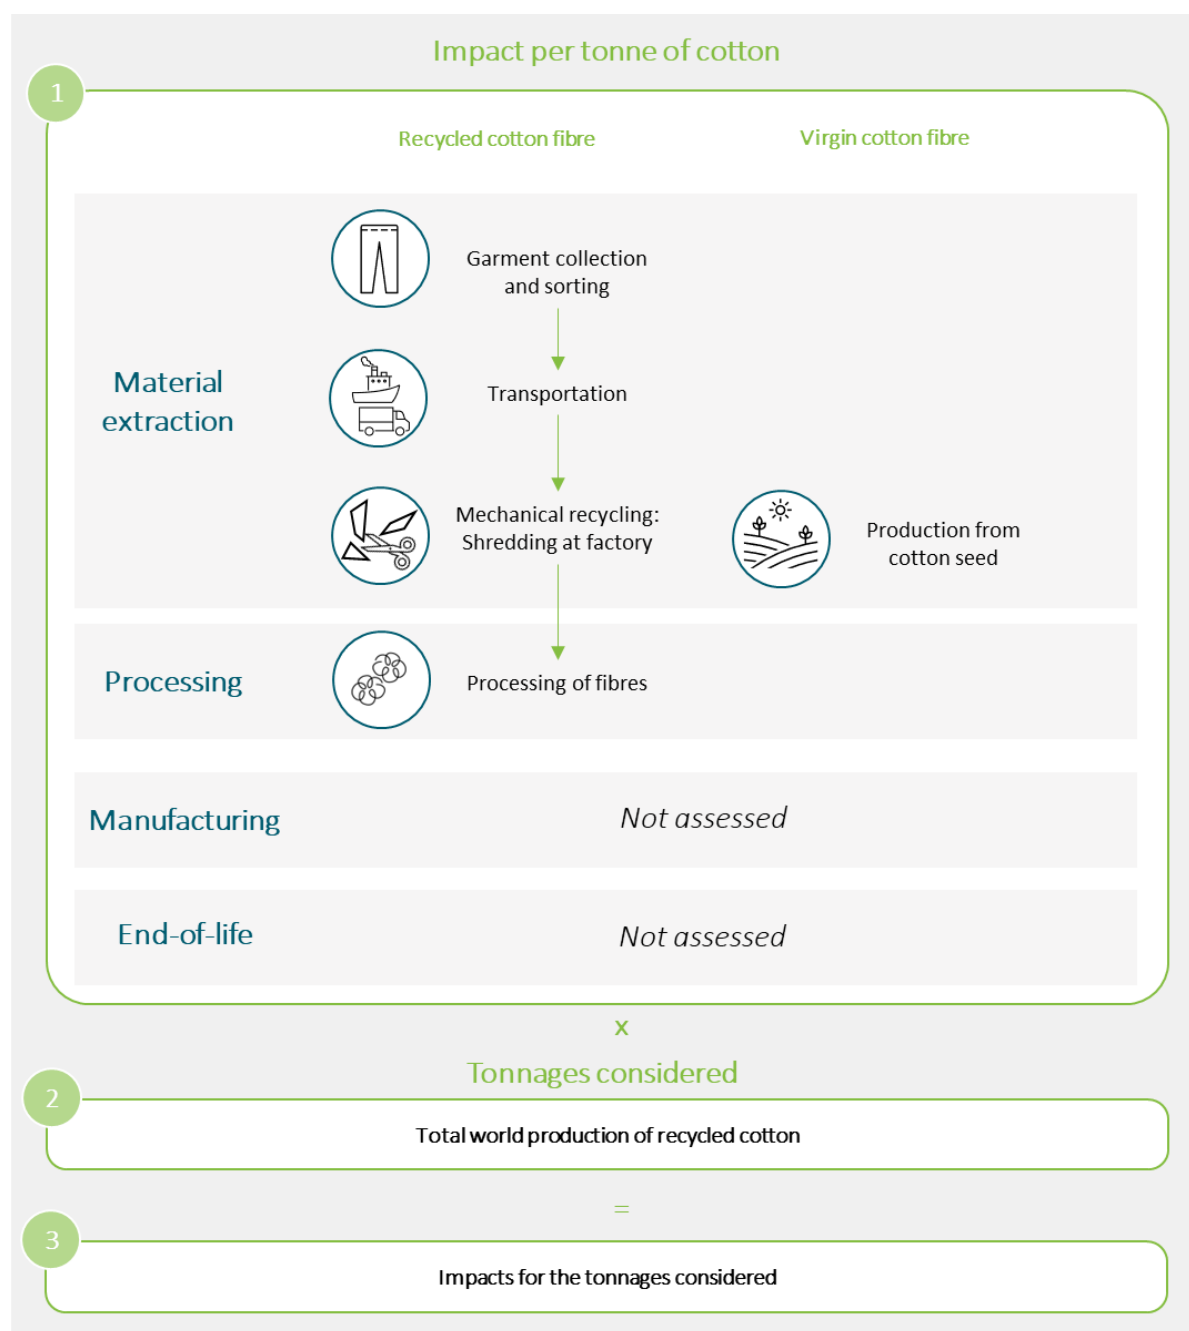 Impact per tonne of cotton
1
Recycled cotton fibre
Virgin cotton fibre
Material
extraction
Garment collection
and sorting
Transportation
Mechanical recycling:
Shredding at factory
Production from
cotton seed
Processing
Processing of fibres
Manufacturing
Not assessed
End-of-life
Not assessed
x
Tonnages considered
2
Total world production of recycled cotton
=
3
Impacts for the tonnages considered